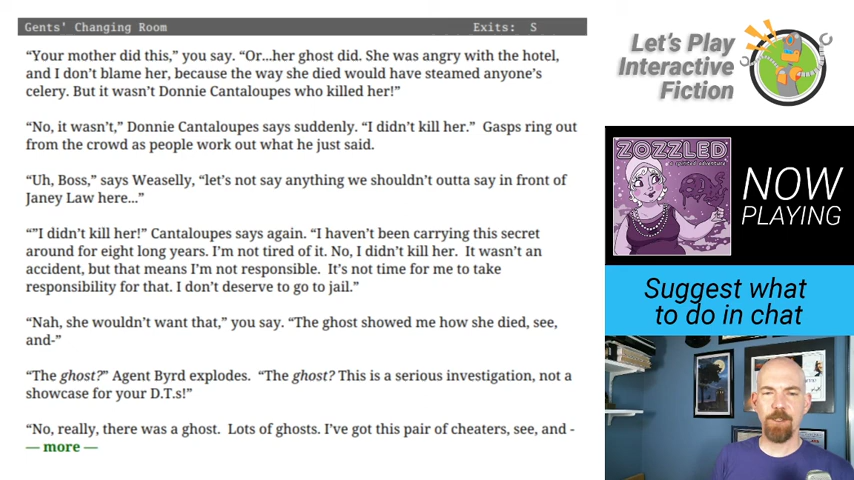 Gents' Changing Room Exits: S
“Your mother did this,” you say. “Or...her ghost did. She was angry with the hotel,
and I don’t blame her, because the way she died would have steamed anyone’s
celery. But it wasn’t Donnie Cantaloupes who killed her!”
“No, it wasn’t,” Donnie Cantaloupes says suddenly. “I didn’t kill her.” Gasps ring out
from the crowd as people work out what he just said.
“Uh, Boss,” says Weaselly, “let’s not say anything we shouldn’t outta say in front of
Janey Law here...”
“”I didn’t kill her!” Cantaloupes says again. “I haven’t been carrying this secret
around for eight long years. I’m not tired of it. No, I didn’t kill her. It wasn’t an
accident, but that means I’m not responsible. It’s not time for me to take
responsibility for that. I don’t deserve to go to jail.”
“Nah, she wouldn’t want that,” you say. “The ghost showed me how she died, see,
and-”
“The ghost?” Agent Byrd explodes. “The ghost? This is a serious investigation, not a
showcase for your D.T.s!”
“No, really, there was a ghost. Lots of ghosts. I’ve got this pair of cheaters, see, and -
— more —
Let’s Play
Interactive
Fiction
ZOZZLED
a spirited adventure
NOW
PLAYING
Suggest what
to do in chat